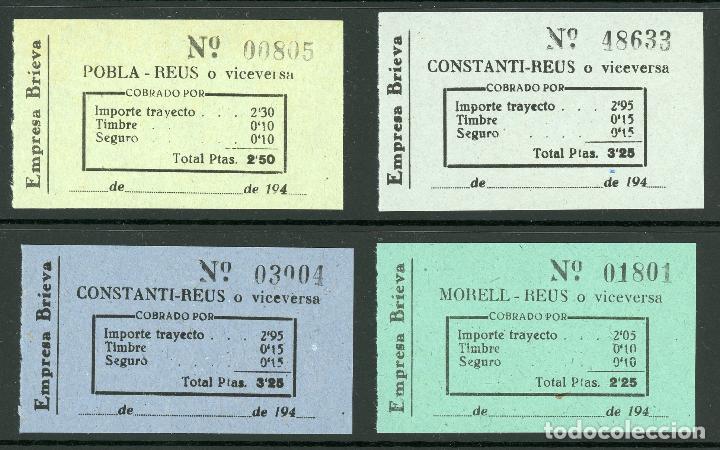 Empresa Brieva
Nº 00805
POBLA - REUS o viceversa
COBRADO POR
Importe trayecto . . . 2'30
Timbre . . . 0'10
Seguro . . . 0'10
Total Ptas. 2'50
de de 194
Empresa Brieva
Nº 48633
CONSTANTI-REUS o viceversa
COBRADO POR
Importe trayecto . . . 2'95
Timbre . . . 0'15
Seguro . . . 0'15
Total Ptas. 3'25
de de 194
Empresa Brieva
Nº 03904
CONSTANTI-REUS o viceversa
COBRADO POR
Importe trayecto . . 2'95
Timbre . . . 0'15
Seguro . . . 0'15
Total Ptas. 3'25
de de 194
Empresa Brieva
Nº 01801
MORELL - REUS o viceversa
COBRADO POR
Importe trayecto . . . 2'05
Timbre . . . 0'10
Seguro . . . 0'10
Total Ptas. 2'25
de de 194
todocoleccion.net